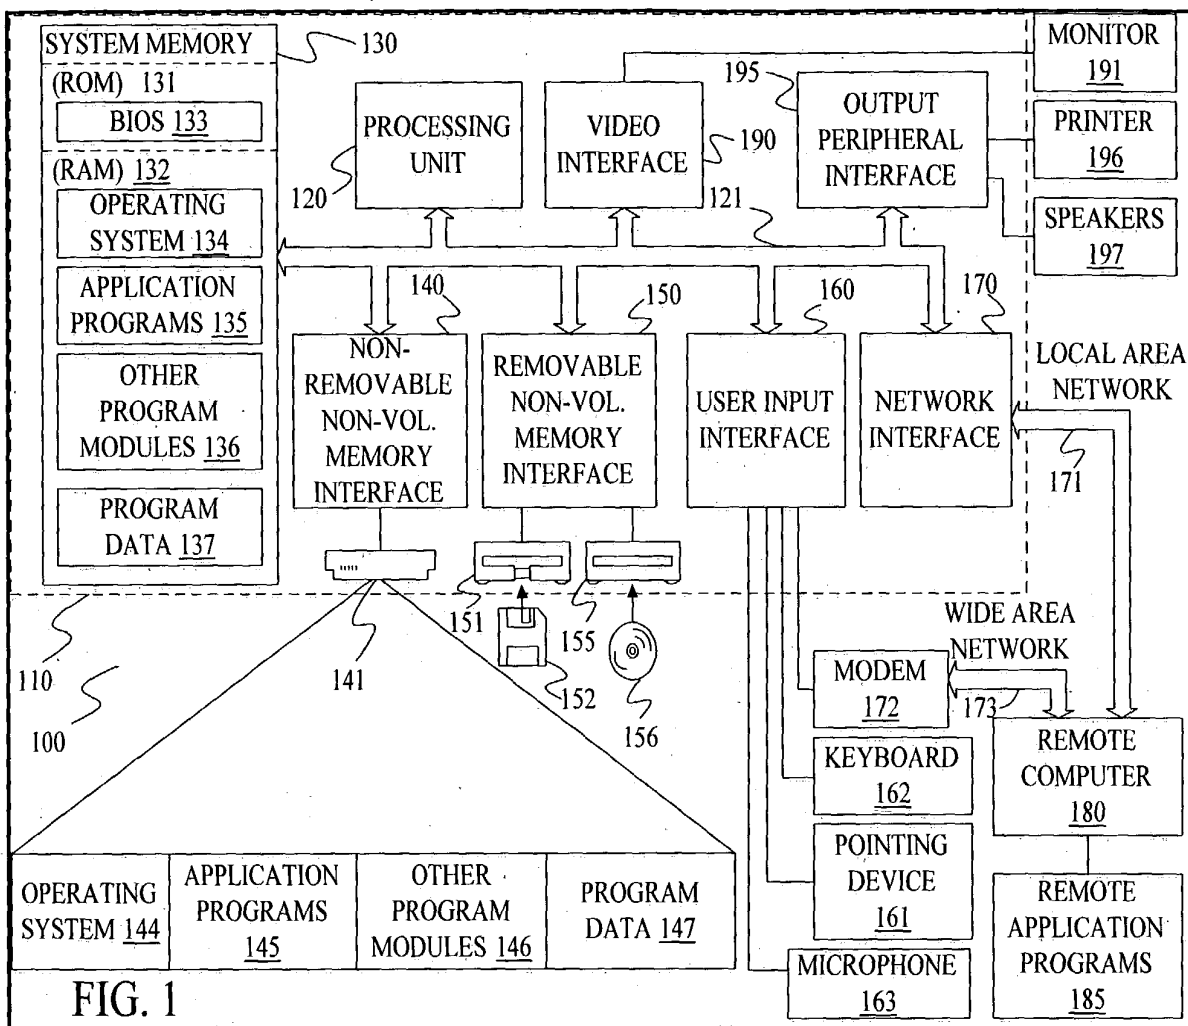 SYSTEM MEMORY
130
(ROM) 131
BIOS 133
(RAM) 132
OPERATING
SYSTEM 134
APPLICATION
PROGRAMS 135
OTHER
PROGRAM
MODULES 136
PROGRAM
DATA 137
PROCESSING
UNIT
120
VIDEO
INTERFACE
190
195
OUTPUT
PERIPHERAL
INTERFACE
121
MONITOR
191
PRINTER
196
SPEAKERS
197
140
150
160
170
NON-
REMOVABLE
NON-VOL.
MEMORY
INTERFACE
REMOVABLE
NON-VOL.
MEMORY
INTERFACE
USER INPUT
INTERFACE
NETWORK
INTERFACE
LOCAL AREA
NETWORK
171
141
151
152
155
156
110
100
WIDE AREA
NETWORK
173
MODEM
172
KEYBOARD
162
POINTING
DEVICE
161
MICROPHONE
163
REMOTE
COMPUTER
180
REMOTE
APPLICATION
PROGRAMS
185
OPERATING
SYSTEM 144
APPLICATION
PROGRAMS
145
OTHER
PROGRAM
MODULES 146
PROGRAM
DATA 147
FIG. 1